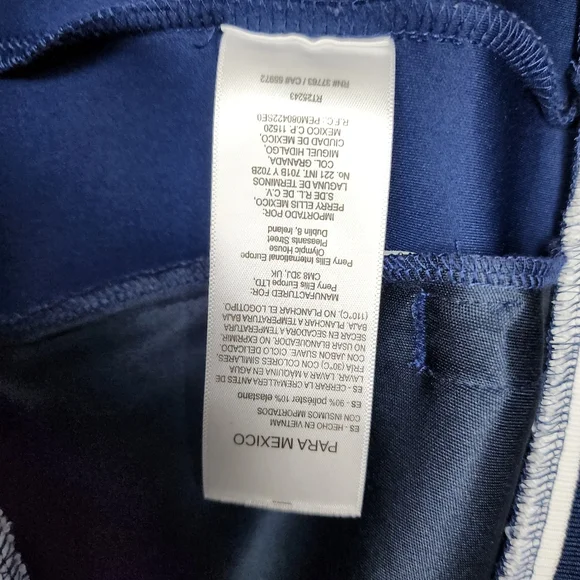 PARA MEXICO
ES - HECHO EN VIETNAM
CON INSUMOS IMPORTADOS
ES - 90% poliéster 10% elastano
ES - CERRAR LA CREMALLERA ANTES DE
LAVAR. LAVAR A MAQUINA EN AGUA
FRÍA (30°C) CON COLORES SIMILARES.
CON JABON SUAVE. CICLO DELICADO.
NO USAR BLANQUEADOR. NO EXPRIMIR.
SECADORA A TEMPERATURA
BAJA. PLANCHAR A TEMPERATURA BAJA
(110°C). NO PLANCHAR EL LOGOTIPO
MANUFACTURED FOR:
Perry Ellis Europe LTD,
CM8 3DJ, UK
Perry Ellis International Europe
Olympic House
Pleasants Street
Dublin 8, Ireland
IMPORTADO POR:
PERRY ELLIS MEXICO,
S.DE R.L. DE C.V.
LAGUNA DE TERMINOS
No. 221 INT. 701B Y 702B
COL. GRANADA,
MIGUEL HIDALGO,
CIUDAD DE MEXICO,
MEXICO C.P. 11520
R.F.C.: PEM080422SE0
RT25243
RN# 37763 / CA# 65972